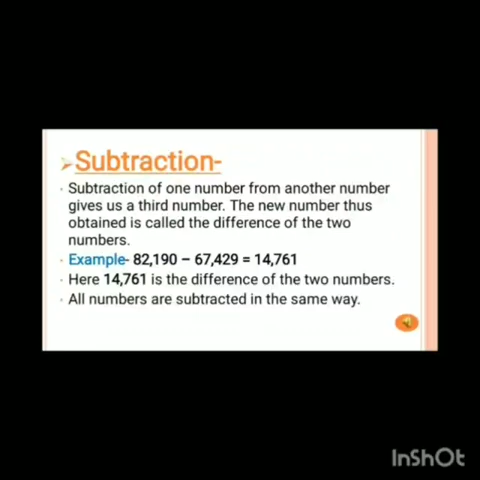 Subtraction-
Subtraction of one number from another number
gives us a third number. The new number thus
obtained is called the difference of the two
numbers.
Example- 82,190 – 67,429 = 14,761
Here 14,761 is the difference of the two numbers.
All numbers are subtracted in the same way.
InShOt